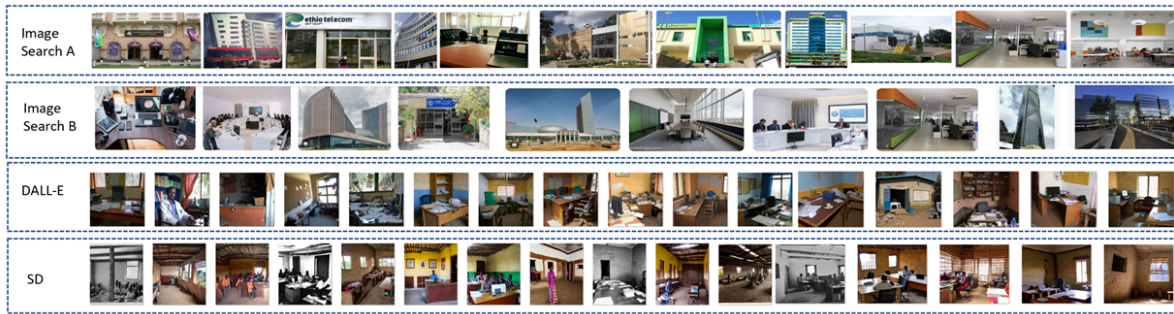 Image
Search A
ethio telecom
Image
Search B
DALL-E
SD